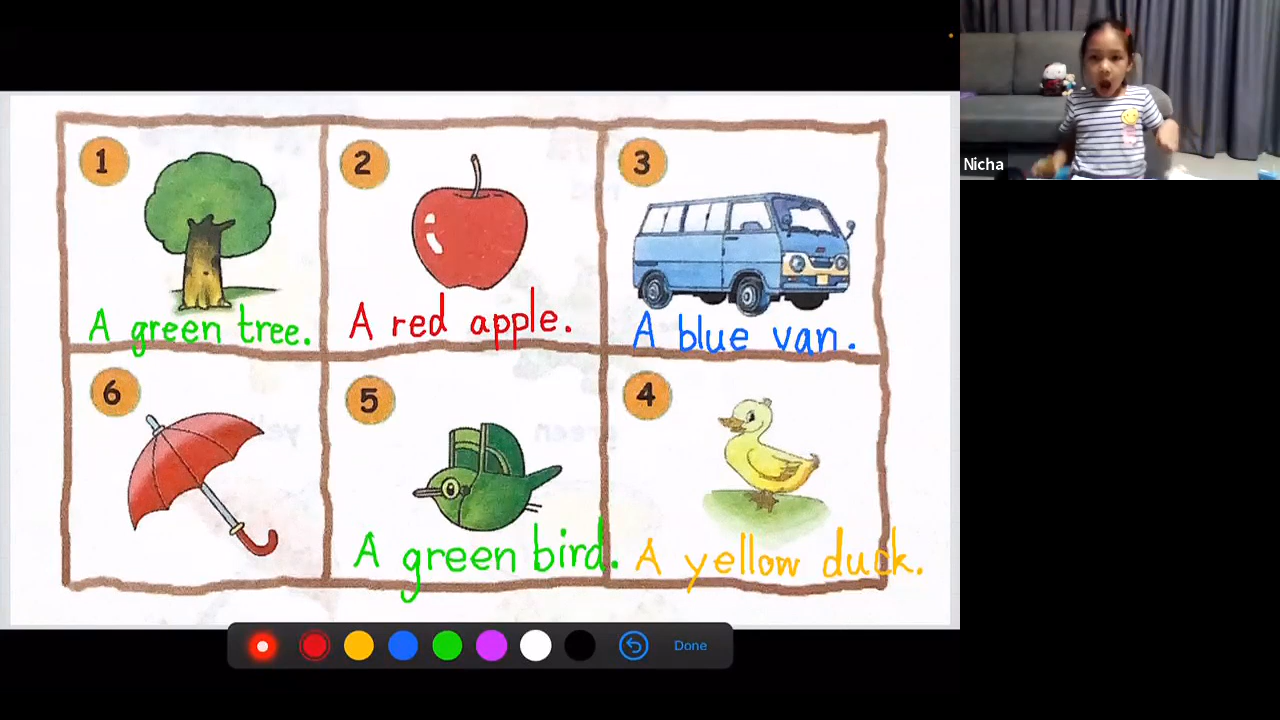 Nicha
1
2
3
A green tree.
A red apple.
A blue van.
6
5
4
A green bird.
A yellow duck.
Done